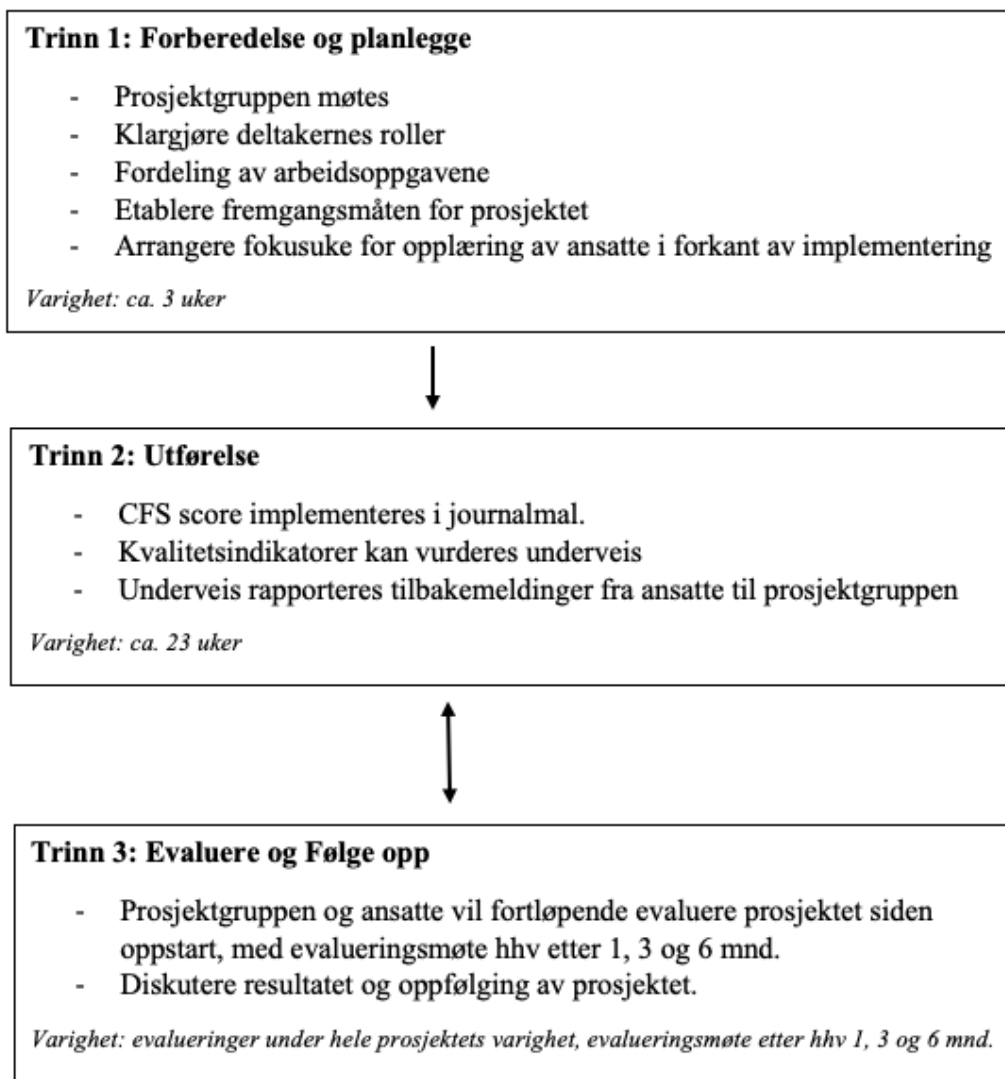 Trinn 1: Forberedelse og planlegge
- Prosjektgruppen møtes
- Klargjøre deltakernes roller
- Fordeling av arbeidsoppgavene
- Etablere fremgangsmåten for prosjektet
- Arrangere fokusuke for opplæring av ansatte i forkant av implementering
Varighet: ca. 3 uker
Trinn 2: Utførelse
- CFS score implementeres i journalmal.
- Kvalitetsindikatorer kan vurderes underveis
- Underveis rapporteres tilbakemeldinger fra ansatte til prosjektgruppen
Varighet: ca. 23 uker
Trinn 3: Evaluere og Følge opp
- Prosjektgruppen og ansatte vil fortløpende evaluere prosjektet siden
oppstart, med evalueringsmøte hhv etter 1, 3 og 6 mnd.
- Diskutere resultatet og oppfølging av prosjektet.
Varighet: evalueringer under hele prosjektets varighet, evalueringsmøte etter hhv 1, 3 og 6 mnd.